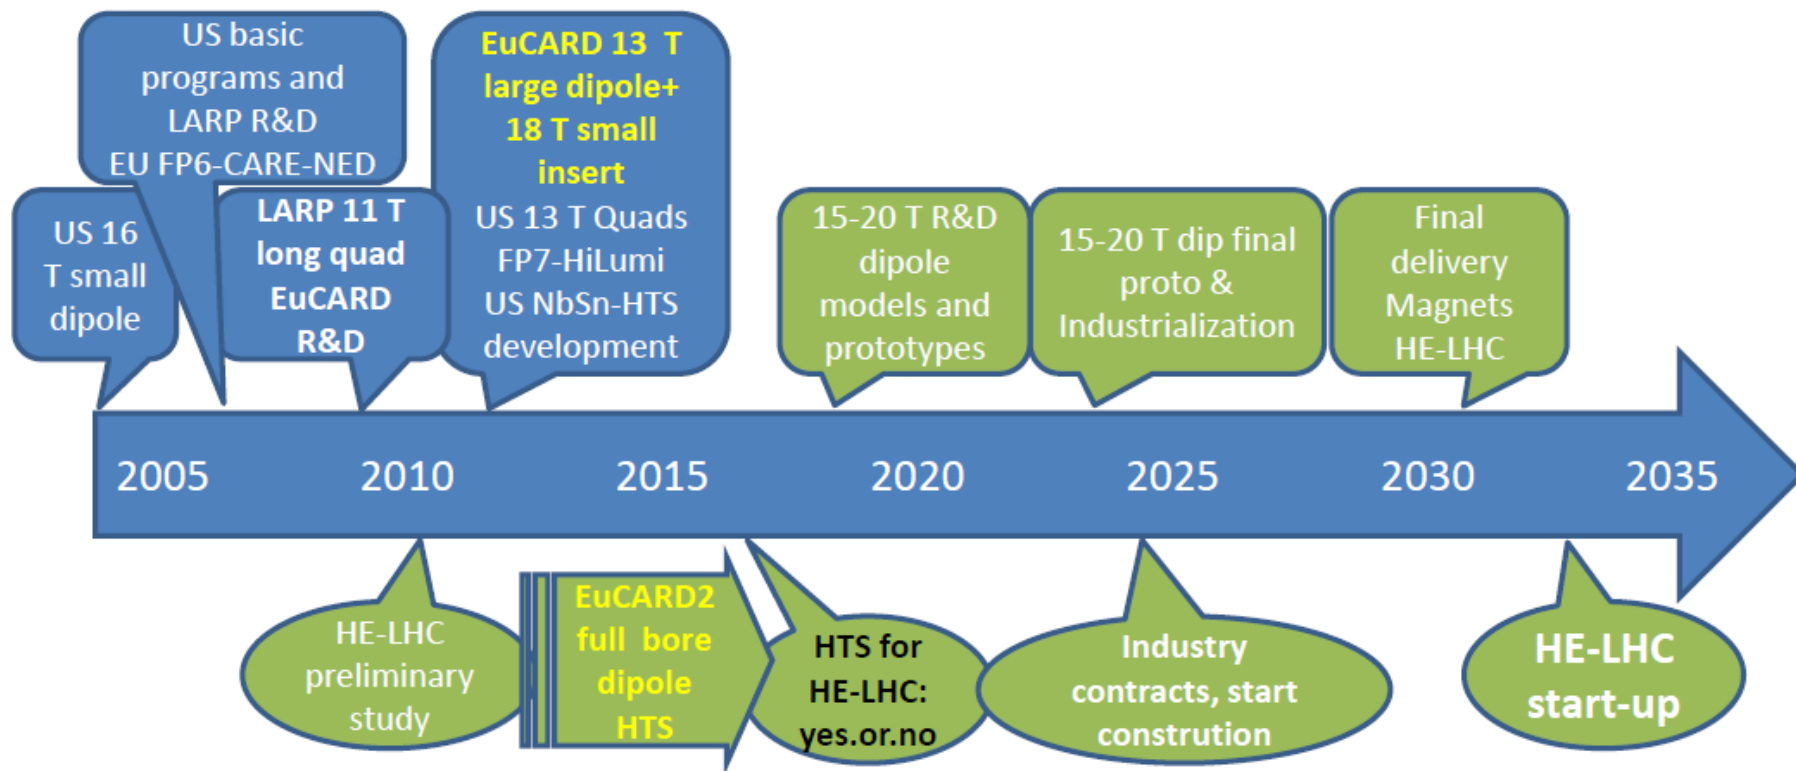 US basic
programs and
LARP R&D
EU FP6-CARE-NED
US 16
T small
dipole
LARP 11 T
long quad
EuCARD
R&D
EuCARD 13 T
large dipole+
18 T small
insert
US 13 T Quads
FP7-HiLumi
US NbSn-HTS
development
15-20 T R&D
dipole
models and
prototypes
15-20 T dip final
proto &
Industrialization
Final
delivery
Magnets
HE-LHC
2005 2010 2015 2020 2025 2030 2035
HE-LHC
preliminary
study
EuCARD2
full bore
dipole
HTS
HTS for
HE-LHC:
yes.or.no
Industry
contracts, start
constrution
HE-LHC
start-up